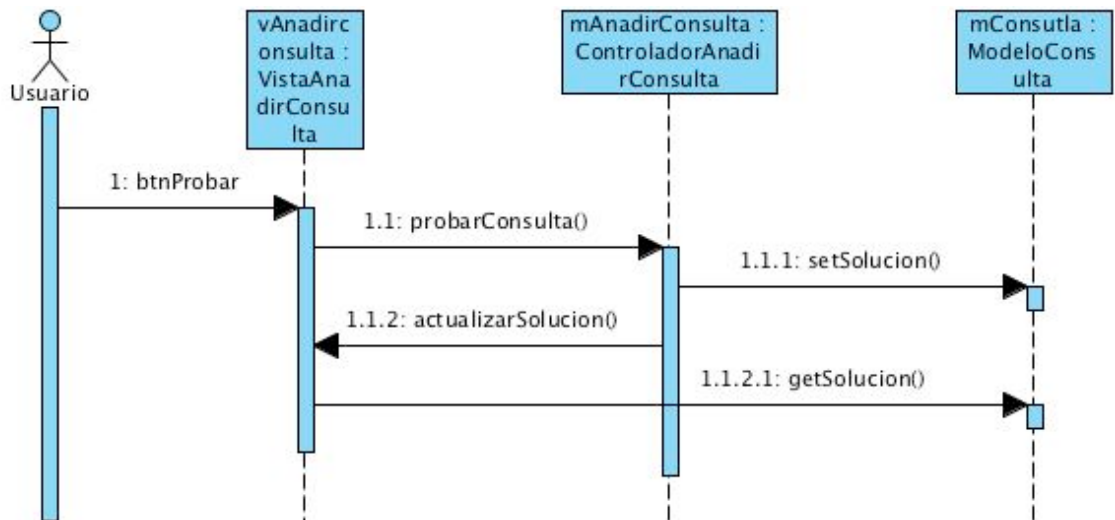 vAnadirc
onsulta :
VistaAna
dirConsu
lta
mAnadirConsulta :
ControladorAnadi
rConsulta
mConsutla :
ModeloCons
ulta
Usuario
1: btnProbar
1.1: probarConsulta()
1.1.1: setSolucion()
1.1.2: actualizarSolucion()
1.1.2.1: getSolucion()